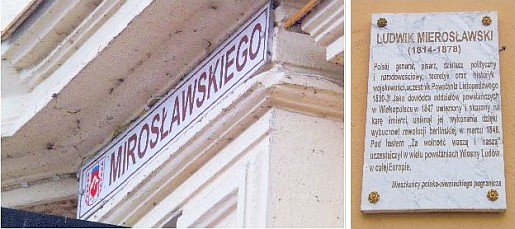 MIROSŁAWSKIEGO
LUDWIK MIEROSŁAWSKI
(1814-1878)
Polski generał, pisarz, działacz polityczny
i narodowościowy, teoretyk oraz historyk
wojskowości, uczestnik Powstania Listopadowego
1830-31. Jako dowódca oddziałów powstańczych
w Wielkopolsce w 1847 uwięziony i skazany na
karę śmierci, uniknął jej wykonania dzięki
wybuchowi rewolucji berlińskiej w marcu 1848.
Pod hasłem "Za wolność waszą i naszą"
uczestniczył w wielu powstaniach Wiosny Ludów
w całej Europie.
Mieszkańcy polsko-niemieckiego pogranicza